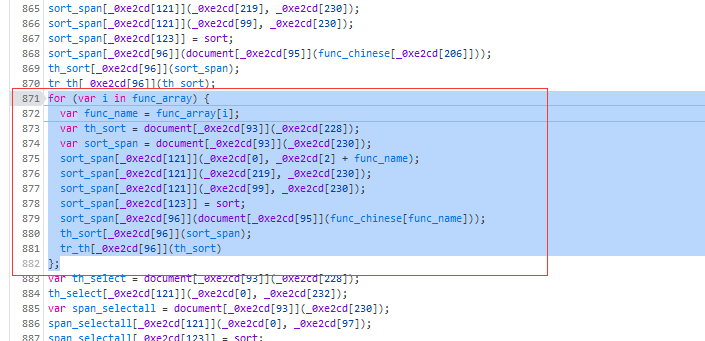 865 sort_span[_0xe2cd[121]](_0xe2cd[219], _0xe2cd[230]);
866 sort_span[_0xe2cd[121]](_0xe2cd[99], _0xe2cd[230]);
867 sort_span[_0xe2cd[123]] = sort;
868 sort_span[_0xe2cd[96]](document[_0xe2cd[95]](func_chinese[_0xe2cd[206]]));
869 th_sort[_0xe2cd[96]](sort_span);
870 tr_th[_0xe2cd[96]](th_sort);
871 for (var i in func_array) {
872 var func_name = func_array[i];
873 var th_sort = document[_0xe2cd[93]](_0xe2cd[228]);
874 var sort_span = document[_0xe2cd[93]](_0xe2cd[230]);
875 sort_span[_0xe2cd[121]](_0xe2cd[0], _0xe2cd[2] + func_name);
876 sort_span[_0xe2cd[121]](_0xe2cd[219], _0xe2cd[230]);
877 sort_span[_0xe2cd[121]](_0xe2cd[99], _0xe2cd[230]);
878 sort_span[_0xe2cd[123]] = sort;
879 sort_span[_0xe2cd[96]](document[_0xe2cd[95]](func_chinese[func_name]));
880 th_sort[_0xe2cd[96]](sort_span);
881 tr_th[_0xe2cd[96]](th_sort)
882 };
883 var th_select = document[_0xe2cd[93]](_0xe2cd[228]);
884 th_select[_0xe2cd[121]](_0xe2cd[0], _0xe2cd[232]);
885 var span_selectall = document[_0xe2cd[93]](_0xe2cd[230]);
886 span_selectall[_0xe2cd[121]](_0xe2cd[0], _0xe2cd[97]);
887 span_selectall[_0xe2cd[123]] = sort;